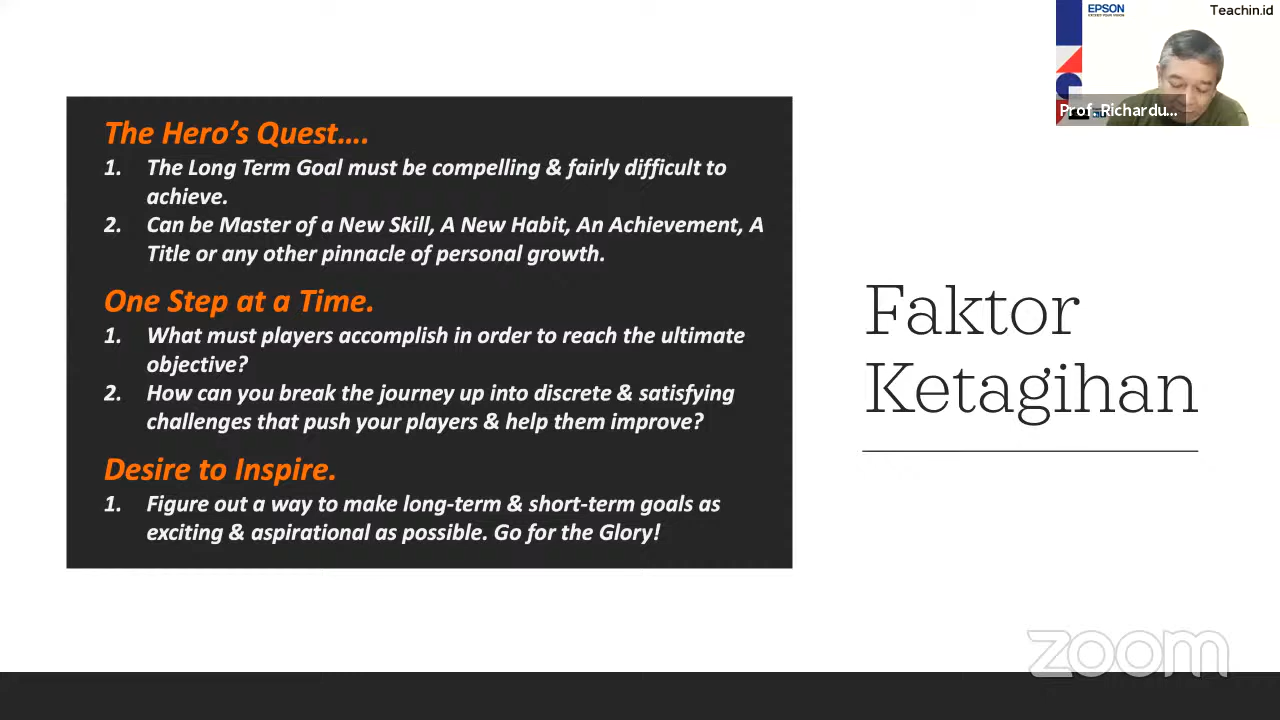 EPSON
EXCEED YOUR VISION
Teachin.id
Prof. Richardu...
The Hero's Quest....
1. The Long Term Goal must be compelling & fairly difficult to
achieve.
2. Can be Master of a New Skill, A New Habit, An Achievement, A
Title or any other pinnacle of personal growth.
One Step at a Time.
1. What must players accomplish in order to reach the ultimate
objective?
2. How can you break the journey up into discrete & satisfying
challenges that push your players & help them improve?
Desire to Inspire.
1. Figure out a way to make long-term & short-term goals as
exciting & aspirational as possible. Go for the Glory!
Faktor
Ketagihan
zoom